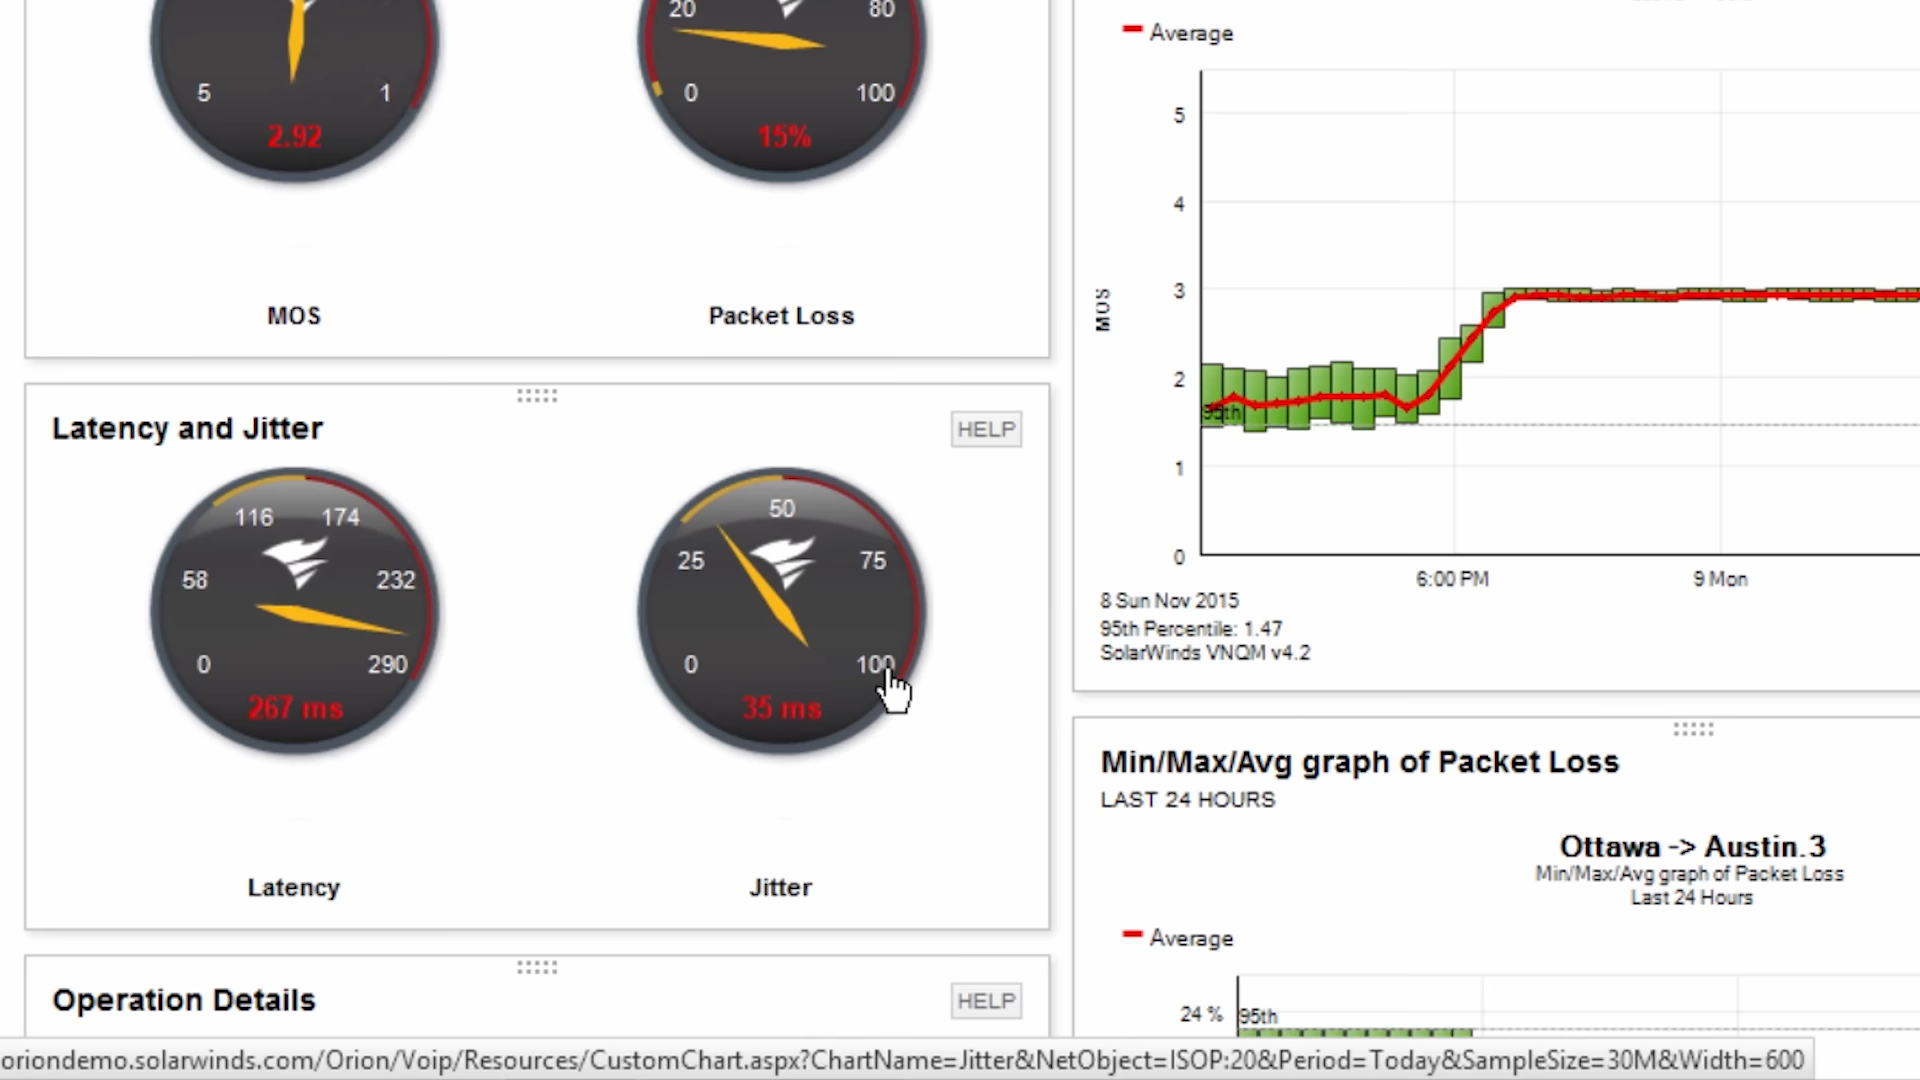 20
80
5
1
0
100
2.92
15%
MOS
Packet Loss
Latency and Jitter
HELP
116
174
58
232
0
290
267 ms
Latency
50
25
75
0
100
35 ms
Jitter
Operation Details
HELP
Average
5
4
3
2
1
0
MOS
95th
6:00 PM
9 Mon
8 Sun Nov 2015
95th Percentile: 1.47
SolarWinds VNQM v4.2
Min/Max/Avg graph of Packet Loss
LAST 24 HOURS
Ottawa -> Austin.3
Min/Max/Avg graph of Packet Loss
Last 24 Hours
Average
24 %
95th
oriondemo.solarwinds.com/Orion/Voip/Resources/CustomChart.aspx?ChartName=Jitter&NetObject=ISOP:20&Period=Today&SampleSize=30M&Width=600